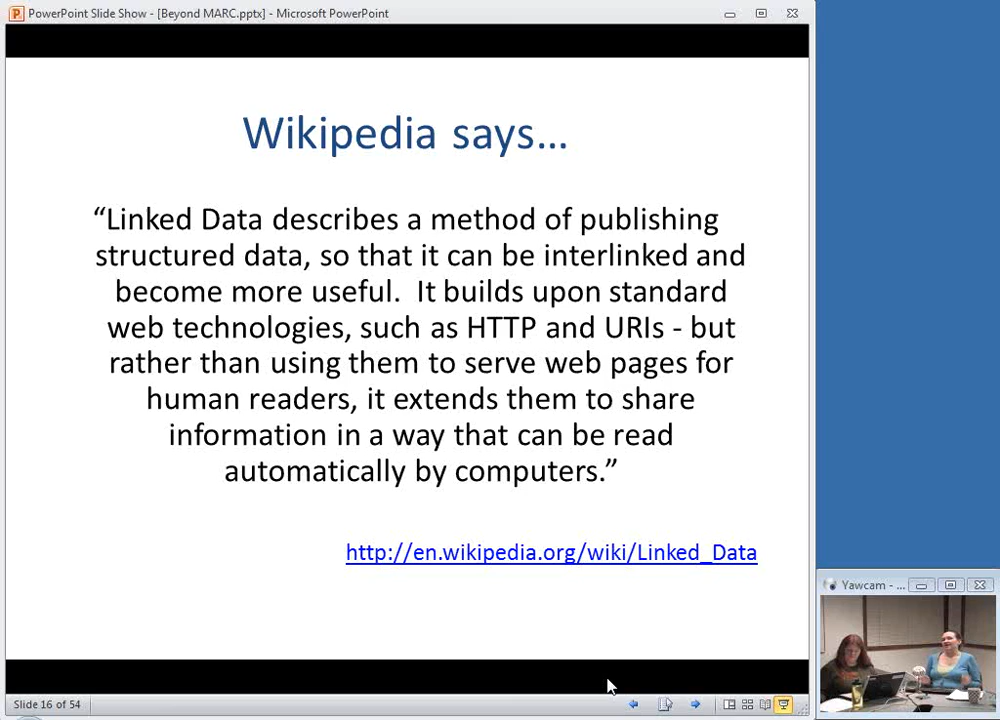 PowerPoint Slide Show - [Beyond MARC.pptx] - Microsoft PowerPoint
Wikipedia says…
“Linked Data describes a method of publishing
structured data, so that it can be interlinked and
become more useful.  It builds upon standard
web technologies, such as HTTP and URIs - but
rather than using them to serve web pages for
human readers, it extends them to share
information in a way that can be read
automatically by computers.”
http://en.wikipedia.org/wiki/Linked_Data
Yawcam - ...
Slide 16 of 54